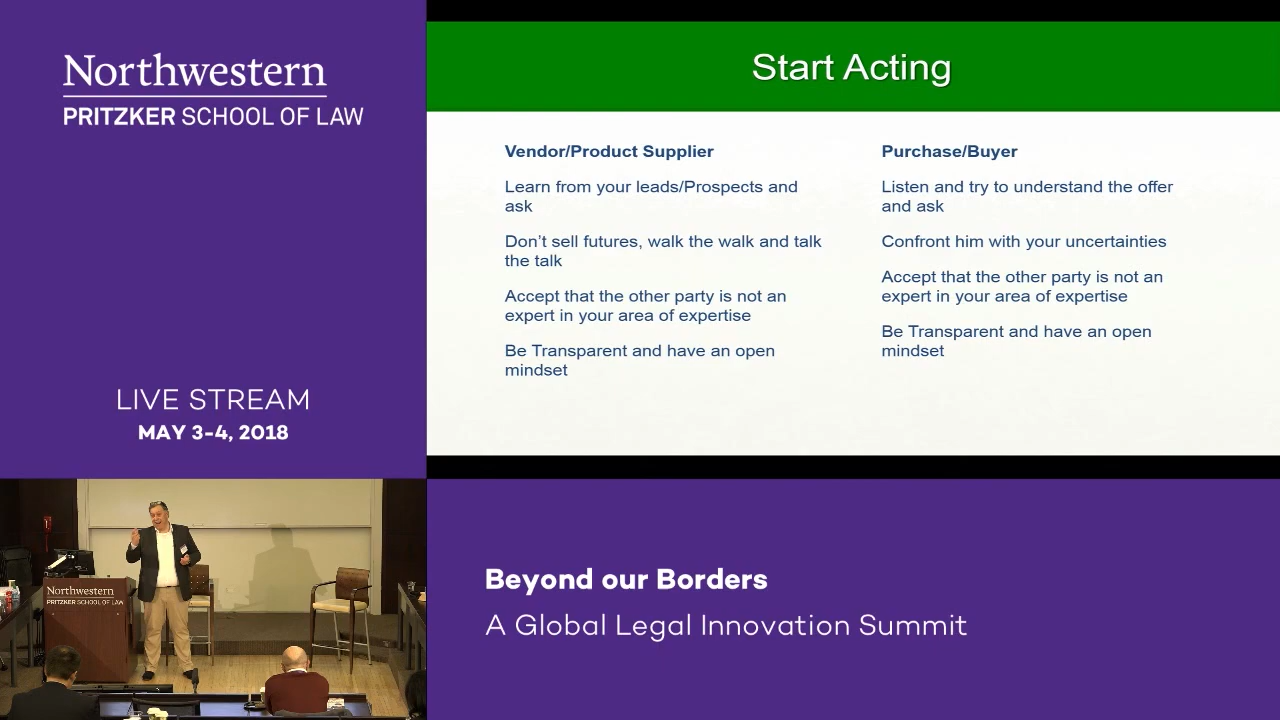 Northwestern
PRITZKER SCHOOL OF LAW
LIVE STREAM
MAY 3-4, 2018
Start Acting
Vendor/Product Supplier
Learn from your leads/Prospects and
ask
Don’t sell futures, walk the walk and talk
the talk
Accept that the other party is not an
expert in your area of expertise
Be Transparent and have an open
mindset
Purchase/Buyer
Listen and try to understand the offer
and ask
Confront him with your uncertainties
Accept that the other party is not an
expert in your area of expertise
Be Transparent and have an open
mindset
Northwestern
PRITZKER SCHOOL OF LAW
Beyond our Borders
A Global Legal Innovation Summit